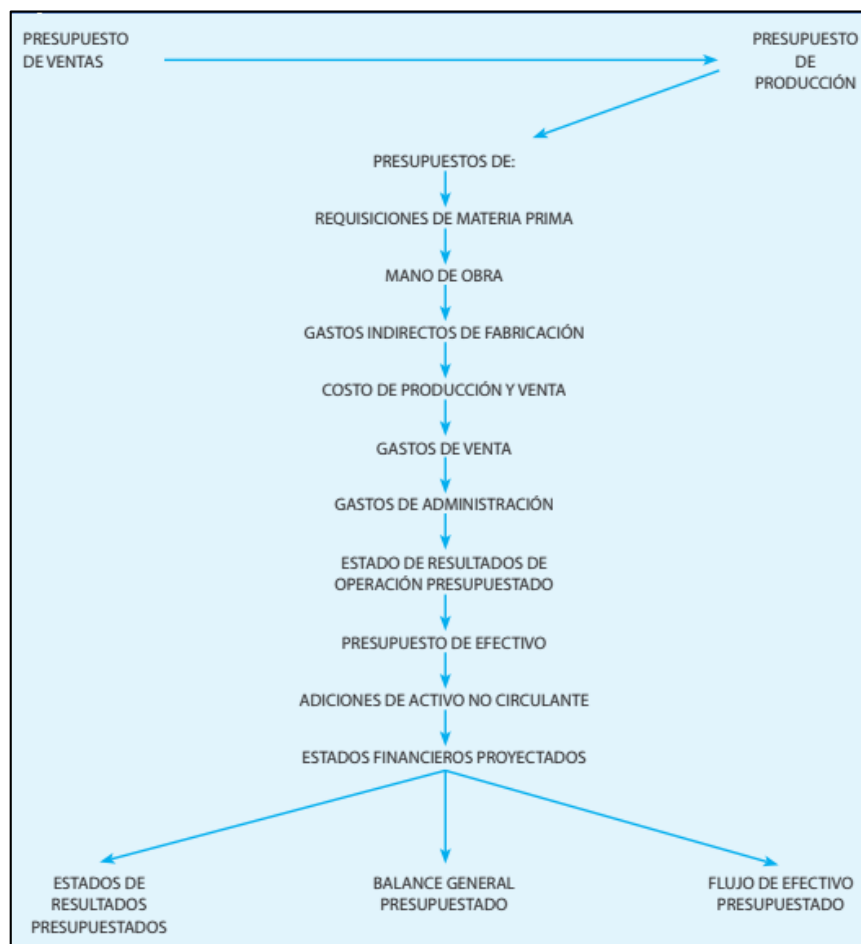 PRESUPUESTO
DE VENTAS
PRESUPUESTO
DE
PRODUCCIÓN
PRESUPUESTOS DE:
REQUISICIONES DE MATERIA PRIMA
MANO DE OBRA
GASTOS INDIRECTOS DE FABRICACIÓN
COSTO DE PRODUCCIÓN Y VENTA
GASTOS DE VENTA
GASTOS DE ADMINISTRACIÓN
ESTADO DE RESULTADOS DE
OPERACIÓN PRESUPUESTADO
PRESUPUESTO DE EFECTIVO
ADICIONES DE ACTIVO NO CIRCULANTE
ESTADOS FINANCIEROS PROYECTADOS
ESTADOS DE
RESULTADOS
PRESUPUESTADOS
BALANCE GENERAL
PRESUPUESTADO
FLUJO DE EFECTIVO
PRESUPUESTADO